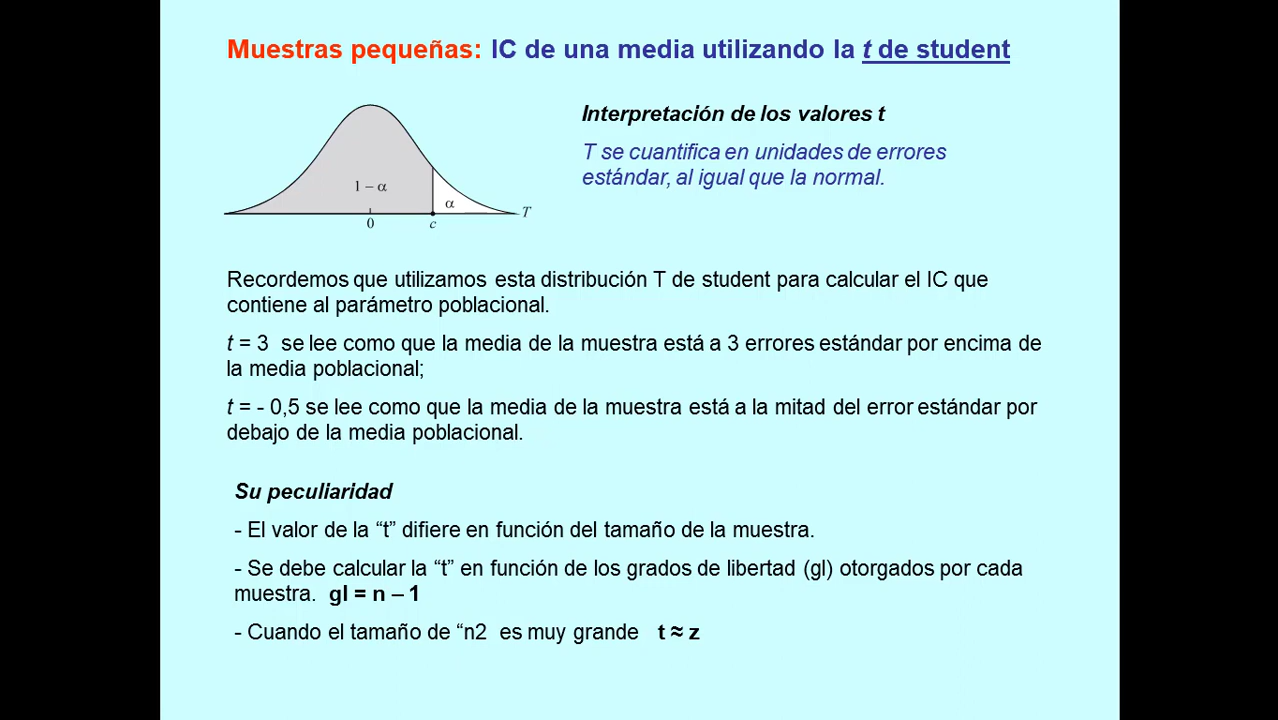 Muestras pequeñas: IC de una media utilizando la t de student
1 – α
α
T
0
c
Interpretación de los valores t
T se cuantifica en unidades de errores
estándar, al igual que la normal.
Recordemos que utilizamos esta distribución T de student para calcular el IC que
contiene al parámetro poblacional.
t = 3 se lee como que la media de la muestra está a 3 errores estándar por encima de
la media poblacional;
t = - 0,5 se lee como que la media de la muestra está a la mitad del error estándar por
debajo de la media poblacional.
Su peculiaridad
- El valor de la “t” difiere en función del tamaño de la muestra.
- Se debe calcular la “t” en función de los grados de libertad (gl) otorgados por cada
muestra. gl = n – 1
- Cuando el tamaño de “n2 es muy grande t ≈ z